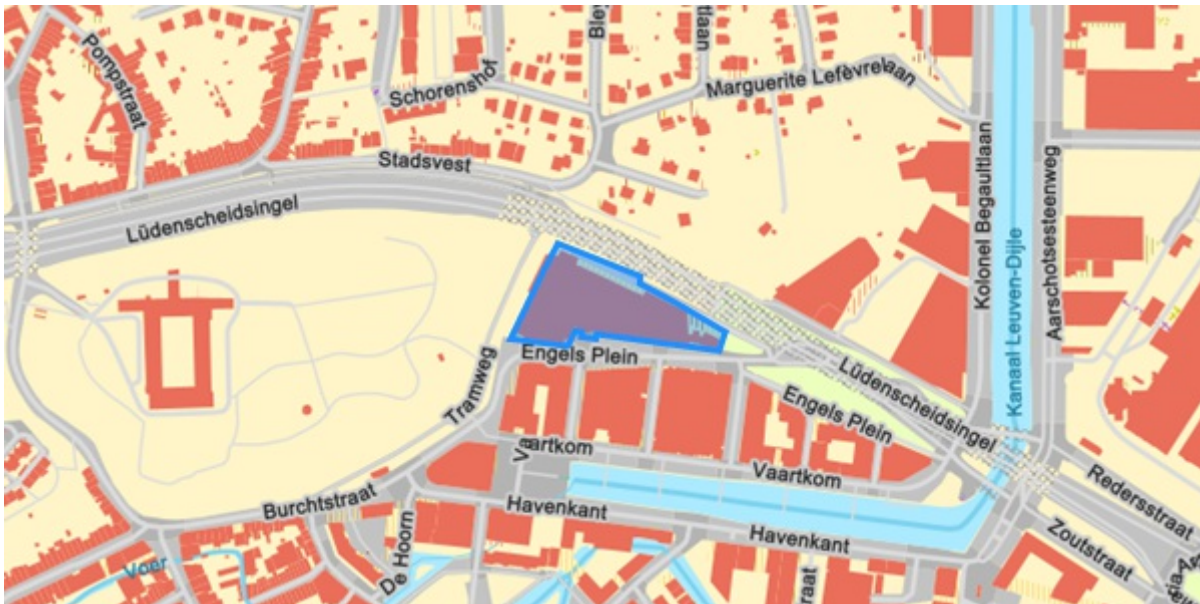 Pompstraat
Schorenshof
Marguerite Lefèvrelaan
Stadsvest
Lüdenscheidsingel
Kolonel Begaultlaan
Kanaal Leuven-Dijle
Aarschotsesteenweg
Engels Plein
Tramweg
Lüdenscheidsingel
Engels Plein
Vaartkom
Vaartkom
Burchtstraat
Havenkant
Havenkant
De Hoorn
Voer
Redersstraat
Zoutstraat